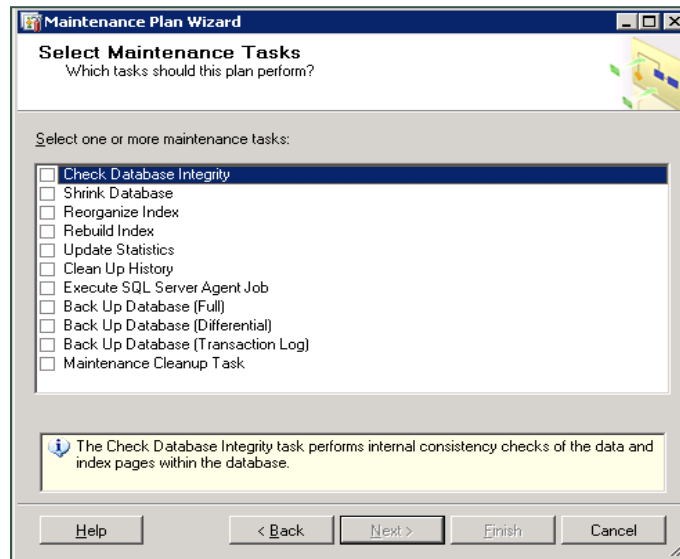 Maintenance Plan Wizard
Select Maintenance Tasks
Which tasks should this plan perform?
Select one or more maintenance tasks:
Check Database Integrity
Shrink Database
Reorganize Index
Rebuild Index
Update Statistics
Clean Up History
Execute SQL Server Agent Job
Back Up Database (Full)
Back Up Database (Differential)
Back Up Database (Transaction Log)
Maintenance Cleanup Task
The Check Database Integrity task performs internal consistency checks of the data and
index pages within the database.
Help < Back Next > Finish Cancel